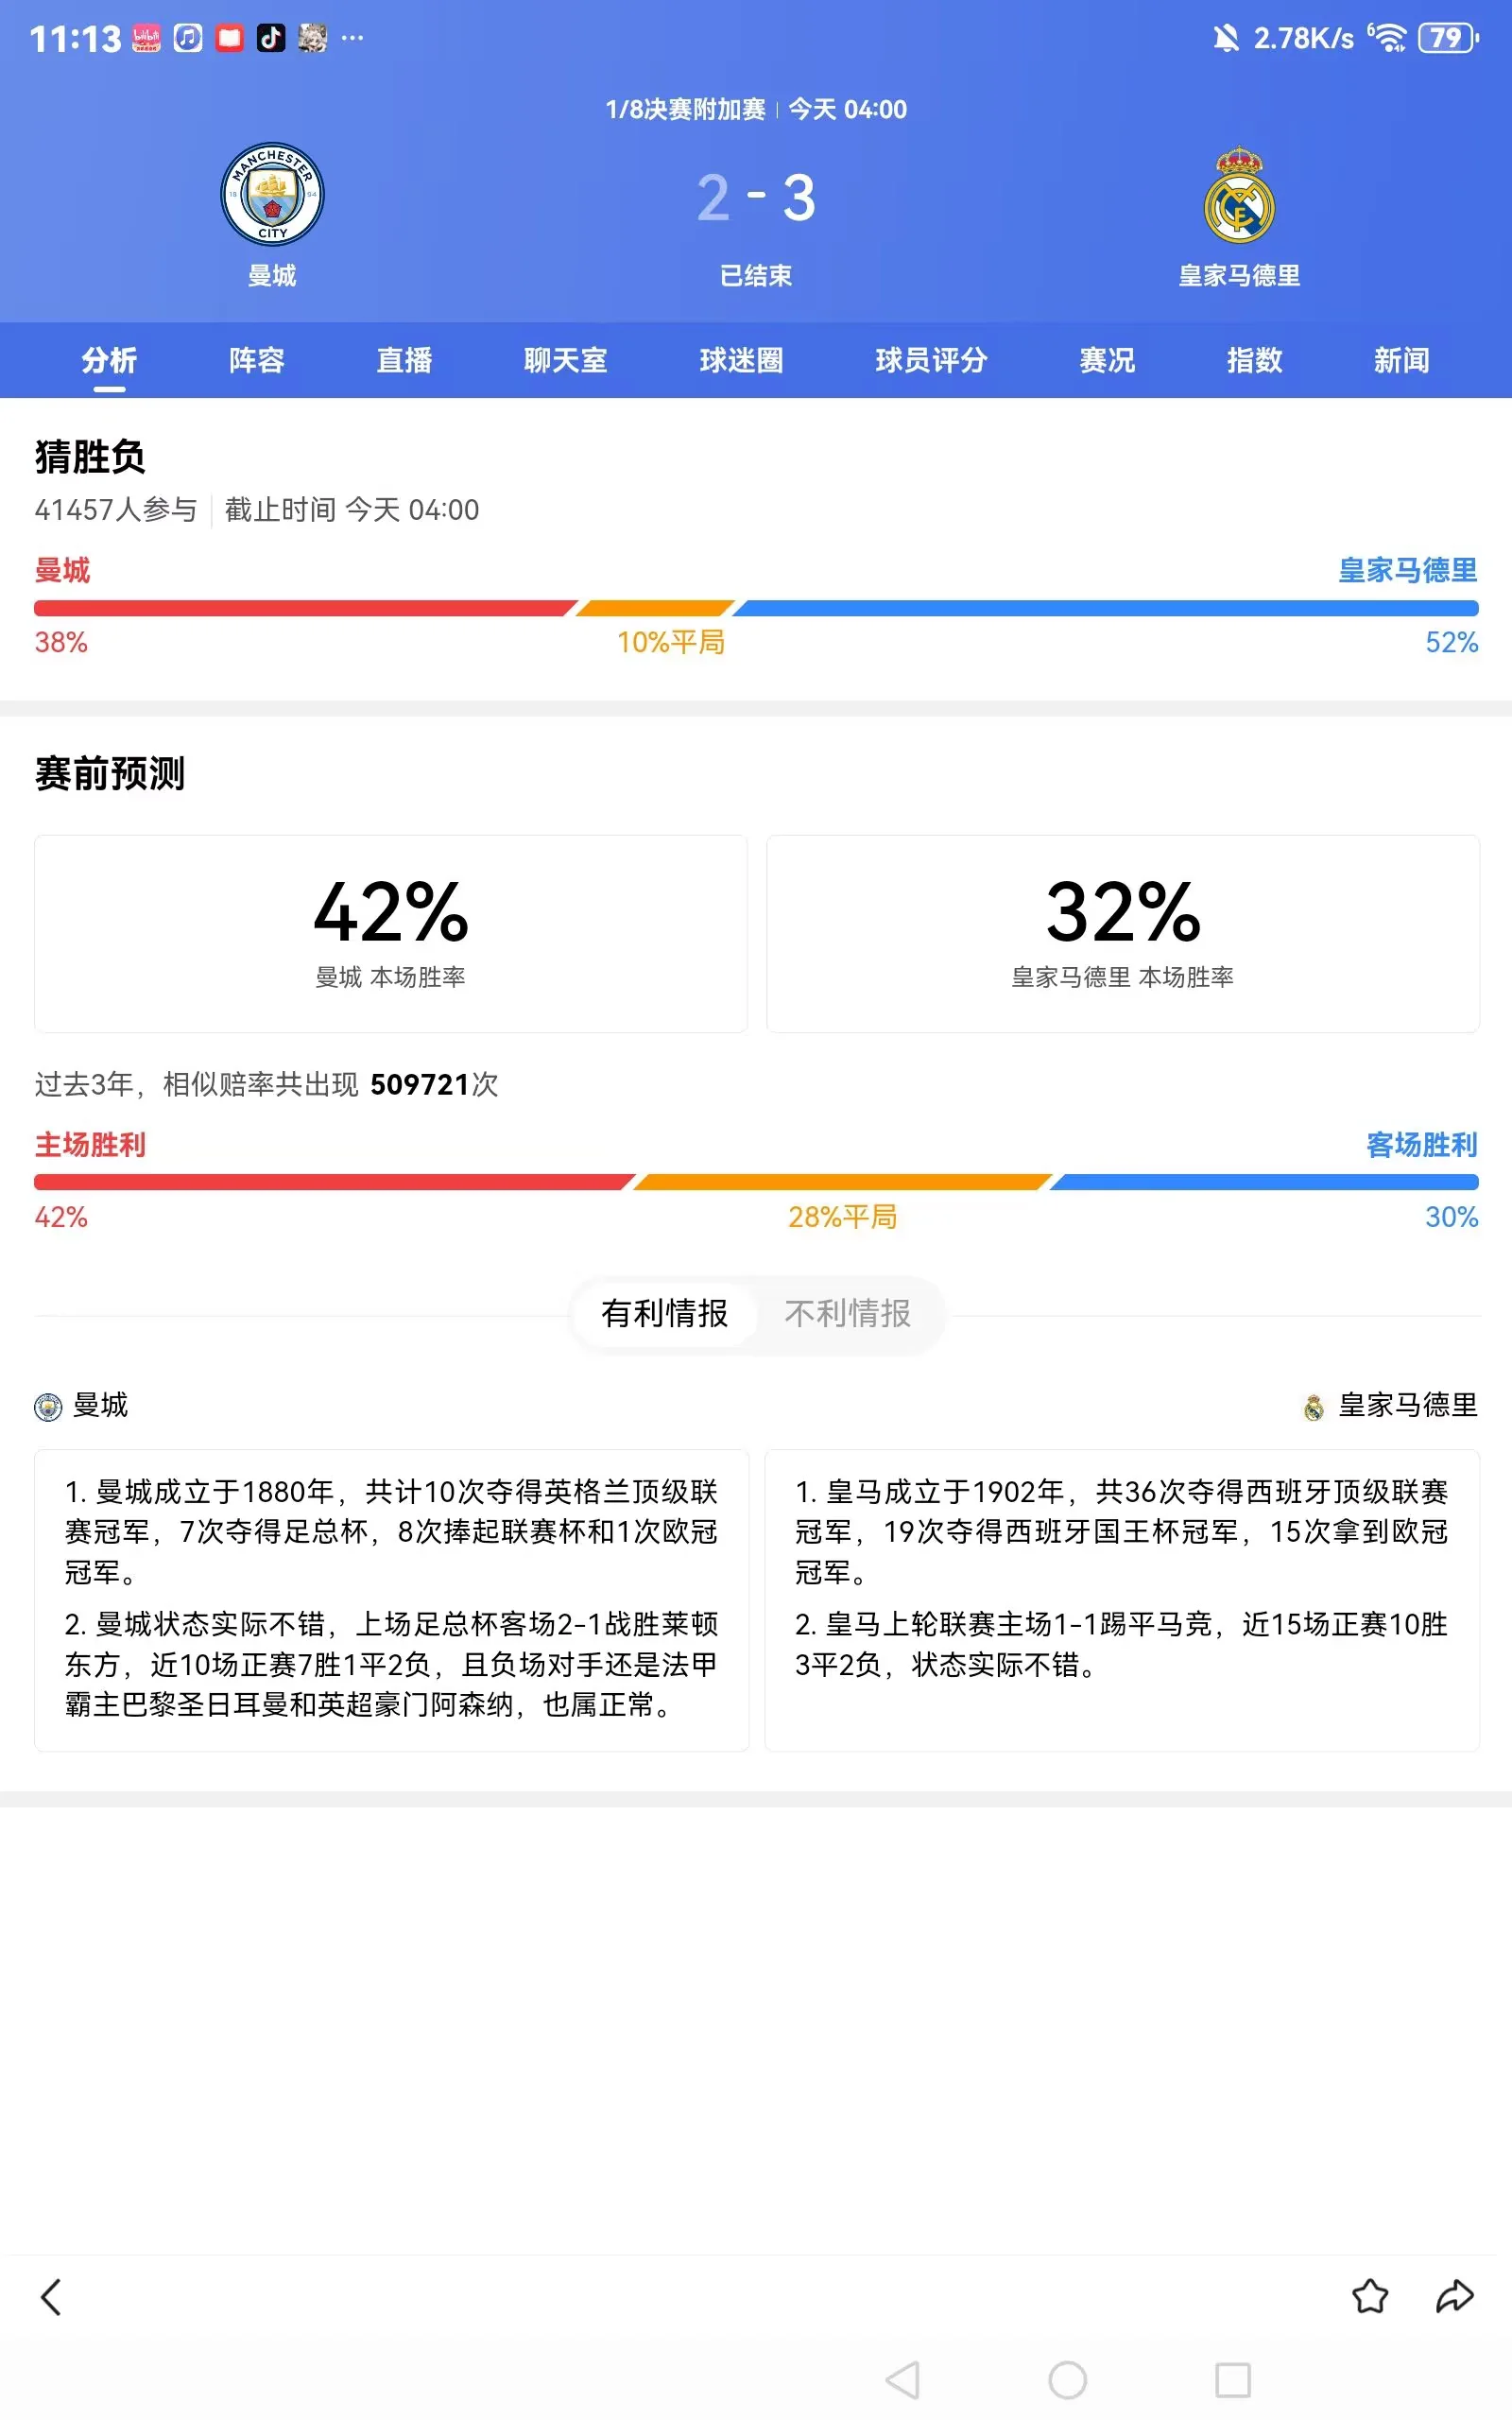 11:13
2.78K/s
6
79
1/8决赛附加赛 | 今天 04:00
MANCHESTER
18 94
CITY
2 - 3
曼城
已结束
皇家马德里
分析 阵容 直播 聊天室 球迷圈 球员评分 赛况 指数 新闻
猜胜负
41457人参与 | 截止时间 今天 04:00
曼城 皇家马德里
38% 10%平局 52%
赛前预测
42% 32%
曼城 本场胜率 皇家马德里 本场胜率
过去3年，相似赔率共出现 509721次
主场胜利 客场胜利
42% 28%平局 30%
有利情报 不利情报
曼城 皇家马德里
1. 曼城成立于1880年，共计10次夺得英格兰顶级联
赛冠军，7次夺得足总杯，8次捧起联赛杯和1次欧冠
冠军。
2. 曼城状态实际不错，上场足总杯客场2-1战胜莱顿
东方，近10场正赛7胜1平2负，且负场对手还是法甲
霸主巴黎圣日耳曼和英超豪门阿森纳，也属正常。
1. 皇马成立于1902年，共36次夺得西班牙顶级联赛
冠军，19次夺得西班牙国王杯冠军，15次拿到欧冠
冠军。
2. 皇马上轮联赛主场1-1踢平马竞，近15场正赛10胜
3平2负，状态实际不错。